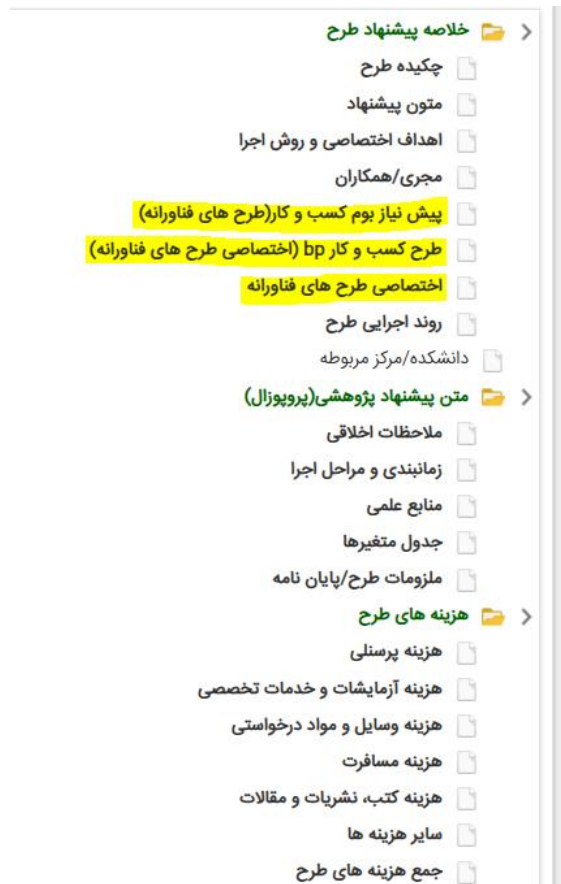 خلاصه پیشنهاد طرح
چکیده طرح
متون پیشنهاد
اهداف اختصاصی و روش اجرا
مجری/همکاران
پیش نیاز بوم کسب و کار(طرح های فناورانه)
طرح کسب و کار bp (اختصاصی طرح های فناورانه)
اختصاصی طرح های فناورانه
روند اجرایی طرح
دانشکده/مرکز مربوطه
متن پیشنهاد پژوهشی(پروپوزال)
ملاحظات اخلاقی
زمانبندی و مراحل اجرا
منابع علمی
جدول متغیرها
ملزومات طرح/پایان نامه
هزینه های طرح
هزینه پرسنلی
هزینه آزمایشات و خدمات تخصصی
هزینه وسایل و مواد درخواستی
هزینه مسافرت
هزینه کتب، نشریات و مقالات
سایر هزینه ها
جمع هزینه های طرح